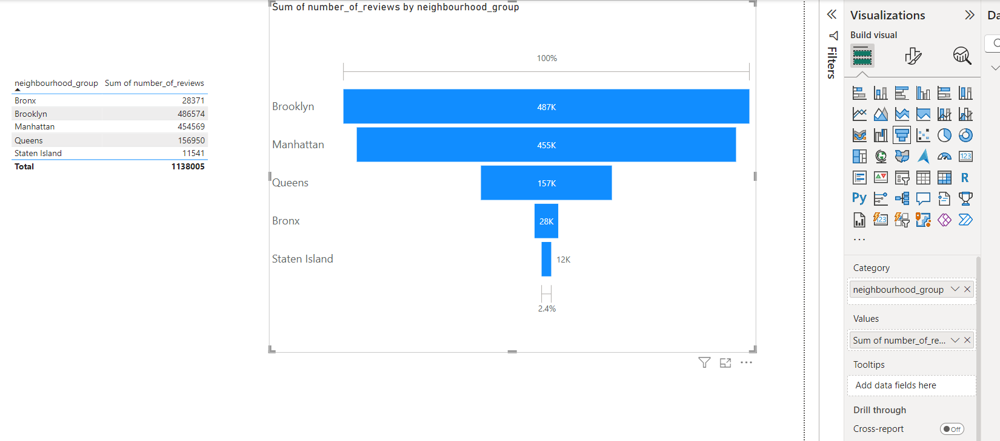 Sum of number_of_reviews by neighbourhood_group
neighbourhood_group Sum of number_of_reviews
Bronx 28371
Brooklyn 486574
Manhattan 454569
Queens 156950
Staten Island 11541
Total 1138005
100%
Brooklyn 487K
Manhattan 455K
Queens 157K
Bronx 28K
Staten Island 12K
2.4%
Filters
Visualizations
Build visual
123
R
Py
123
...
Category
neighbourhood_group
Values
Sum of number_of_re...
Tooltips
Add data fields here
Drill through
Cross-report Off